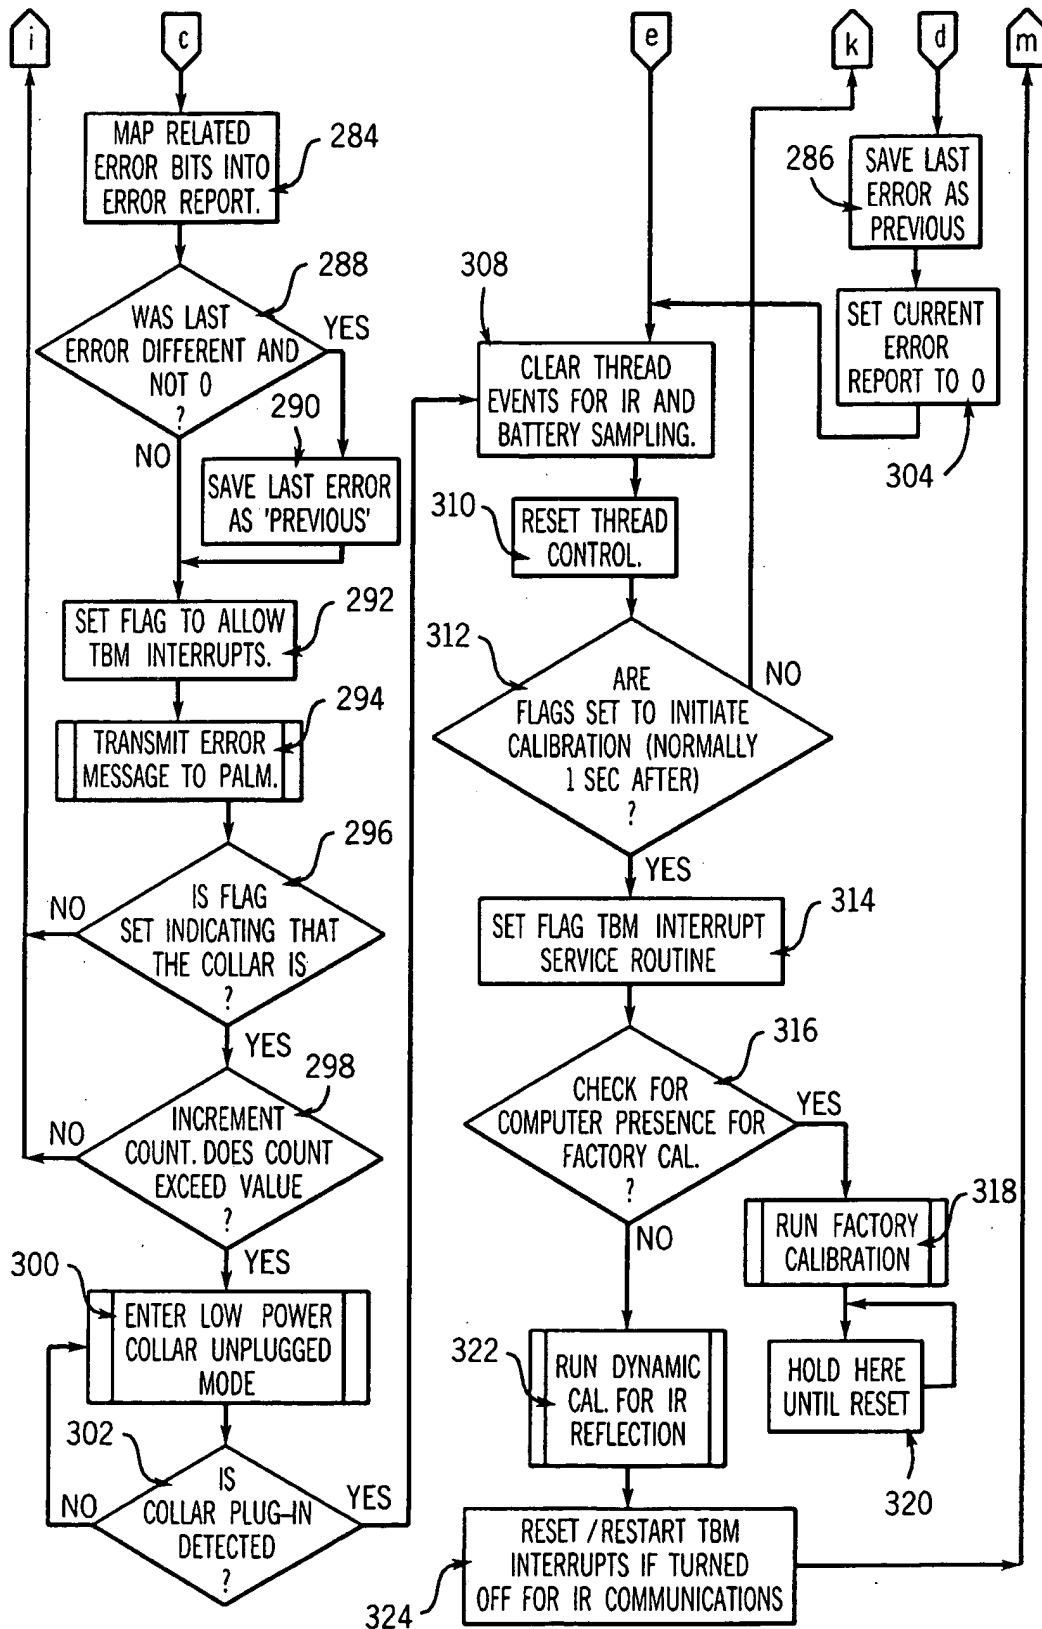 i
c
e
k
d
m
MAP RELATED
ERROR BITS INTO
ERROR REPORT.
284
WAS LAST
ERROR DIFFERENT AND
NOT 0
?
288
YES
NO
290
SAVE LAST ERROR
AS 'PREVIOUS'
SET FLAG TO ALLOW
TBM INTERRUPTS.
292
TRANSMIT ERROR
MESSAGE TO PALM.
294
IS FLAG
SET INDICATING THAT
THE COLLAR IS
?
296
NO
YES
INCREMENT
COUNT. DOES COUNT
EXCEED VALUE
?
298
NO
YES
300
ENTER LOW POWER
COLLAR UNPLUGGED
MODE
302
IS
COLLAR PLUG-IN
DETECTED
?
NO
YES
286
SAVE LAST
ERROR AS
PREVIOUS
SET CURRENT
ERROR
REPORT TO 0
304
308
CLEAR THREAD
EVENTS FOR IR AND
BATTERY SAMPLING.
310
RESET THREAD
CONTROL.
312
ARE
FLAGS SET TO INITIATE
CALIBRATION (NORMALLY
1 SEC AFTER)
?
NO
YES
SET FLAG TBM INTERRUPT
SERVICE ROUTINE
314
CHECK FOR
COMPUTER PRESENCE FOR
FACTORY CAL.
?
316
YES
NO
RUN FACTORY
CALIBRATION
318
HOLD HERE
UNTIL RESET
320
322
RUN DYNAMIC
CAL. FOR IR
REFLECTION
RESET/RESTART TBM
INTERRUPTS IF TURNED
OFF FOR IR COMMUNICATIONS
324